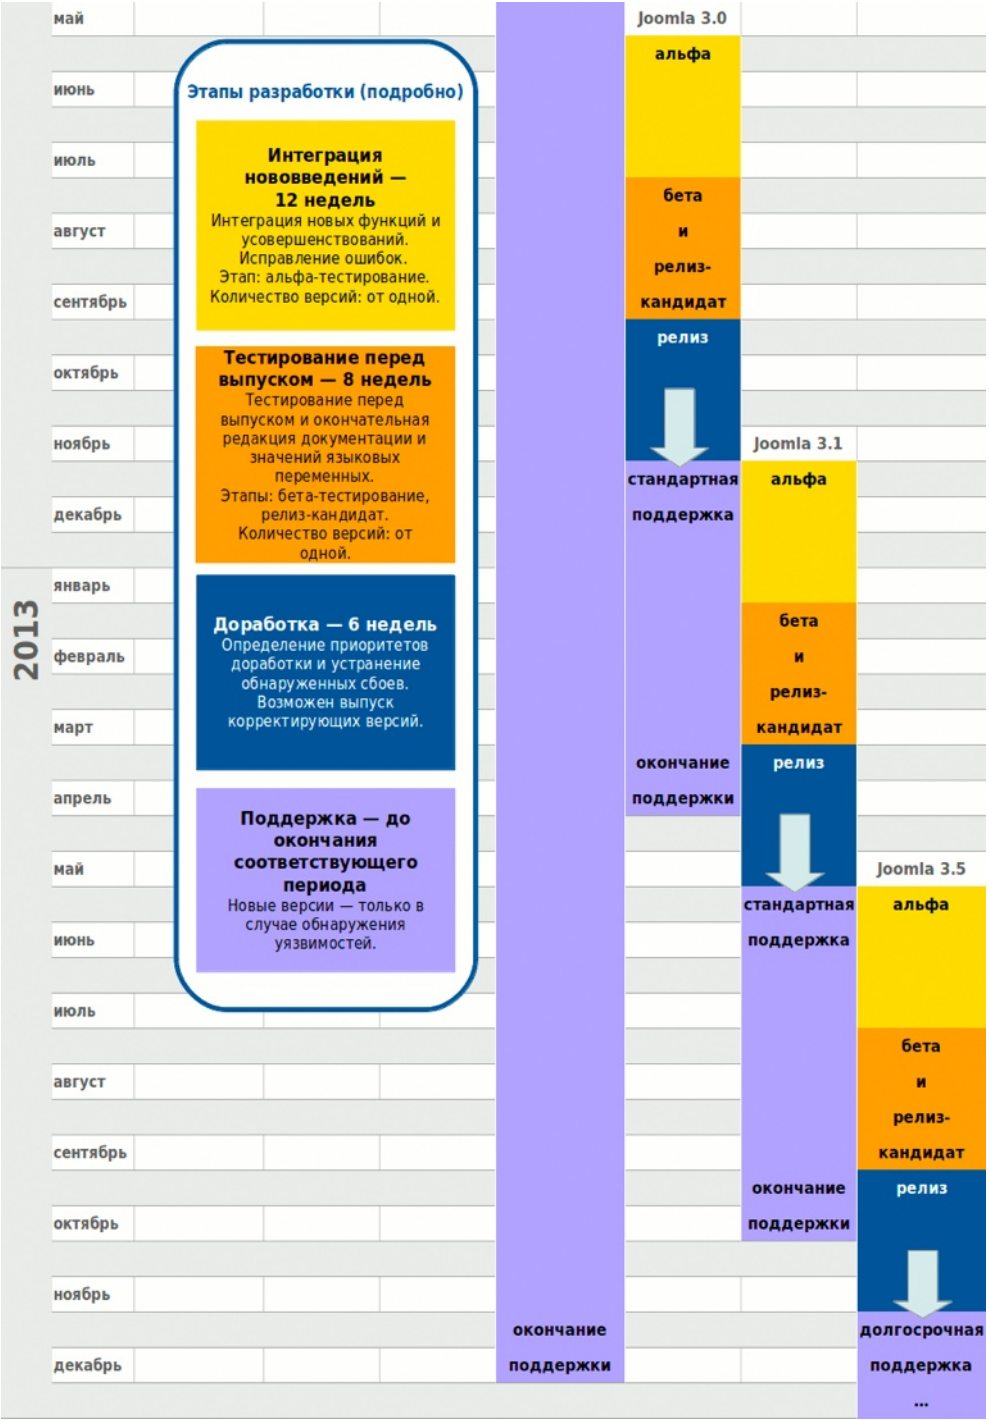 май
июнь
июль
август
сентябрь
октябрь
ноябрь
декабрь
2013
январь
февраль
март
апрель
май
июнь
июль
август
сентябрь
октябрь
ноябрь
декабрь
Этапы разработки (подробно)
Интеграция
нововведений —
12 недель
Интеграция новых функций и
усовершенствований.
Исправление ошибок.
Этап: альфа-тестирование.
Количество версий: от одной.
Тестирование перед
выпуском — 8 недель
Тестирование перед
выпуском и окончательная
редакция документации и
значений языковых
переменных.
Этапы: бета-тестирование,
релиз-кандидат.
Количество версий: от
одной.
Доработка — 6 недель
Определение приоритетов
доработки и устранение
обнаруженных сбоев.
Возможен выпуск
корректирующих версий.
Поддержка — до
окончания
соответствующего
периода
Новые версии — только в
случае обнаружения
уязвимостей.
окончание
поддержки
Joomla 3.0
альфа
бета
и
релиз-
кандидат
релиз
стандартная
поддержка
окончание
поддержки
Joomla 3.1
альфа
бета
и
релиз-
кандидат
релиз
стандартная
поддержка
окончание
поддержки
Joomla 3.5
альфа
бета
и
релиз-
кандидат
релиз
долгосрочная
поддержка
...